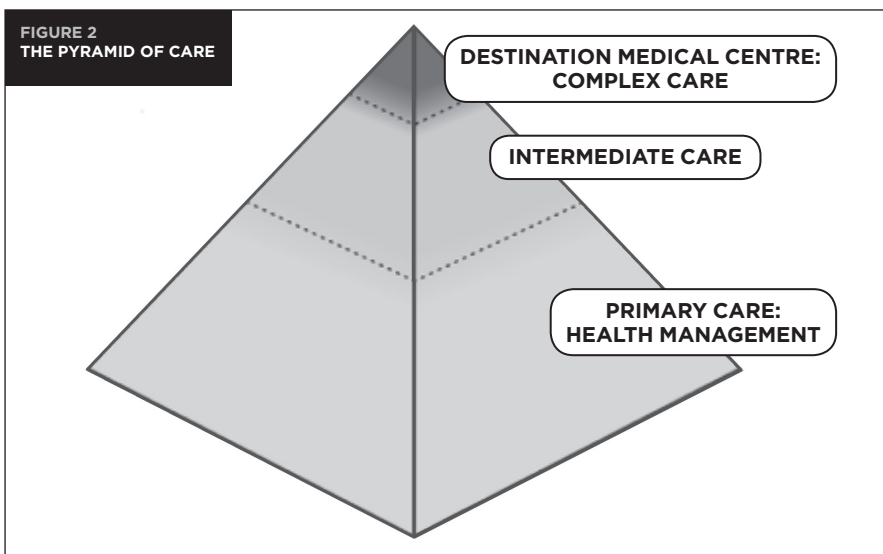 FIGURE 2
THE PYRAMID OF CARE
DESTINATION MEDICAL CENTRE:
COMPLEX CARE
INTERMEDIATE CARE
PRIMARY CARE:
HEALTH MANAGEMENT